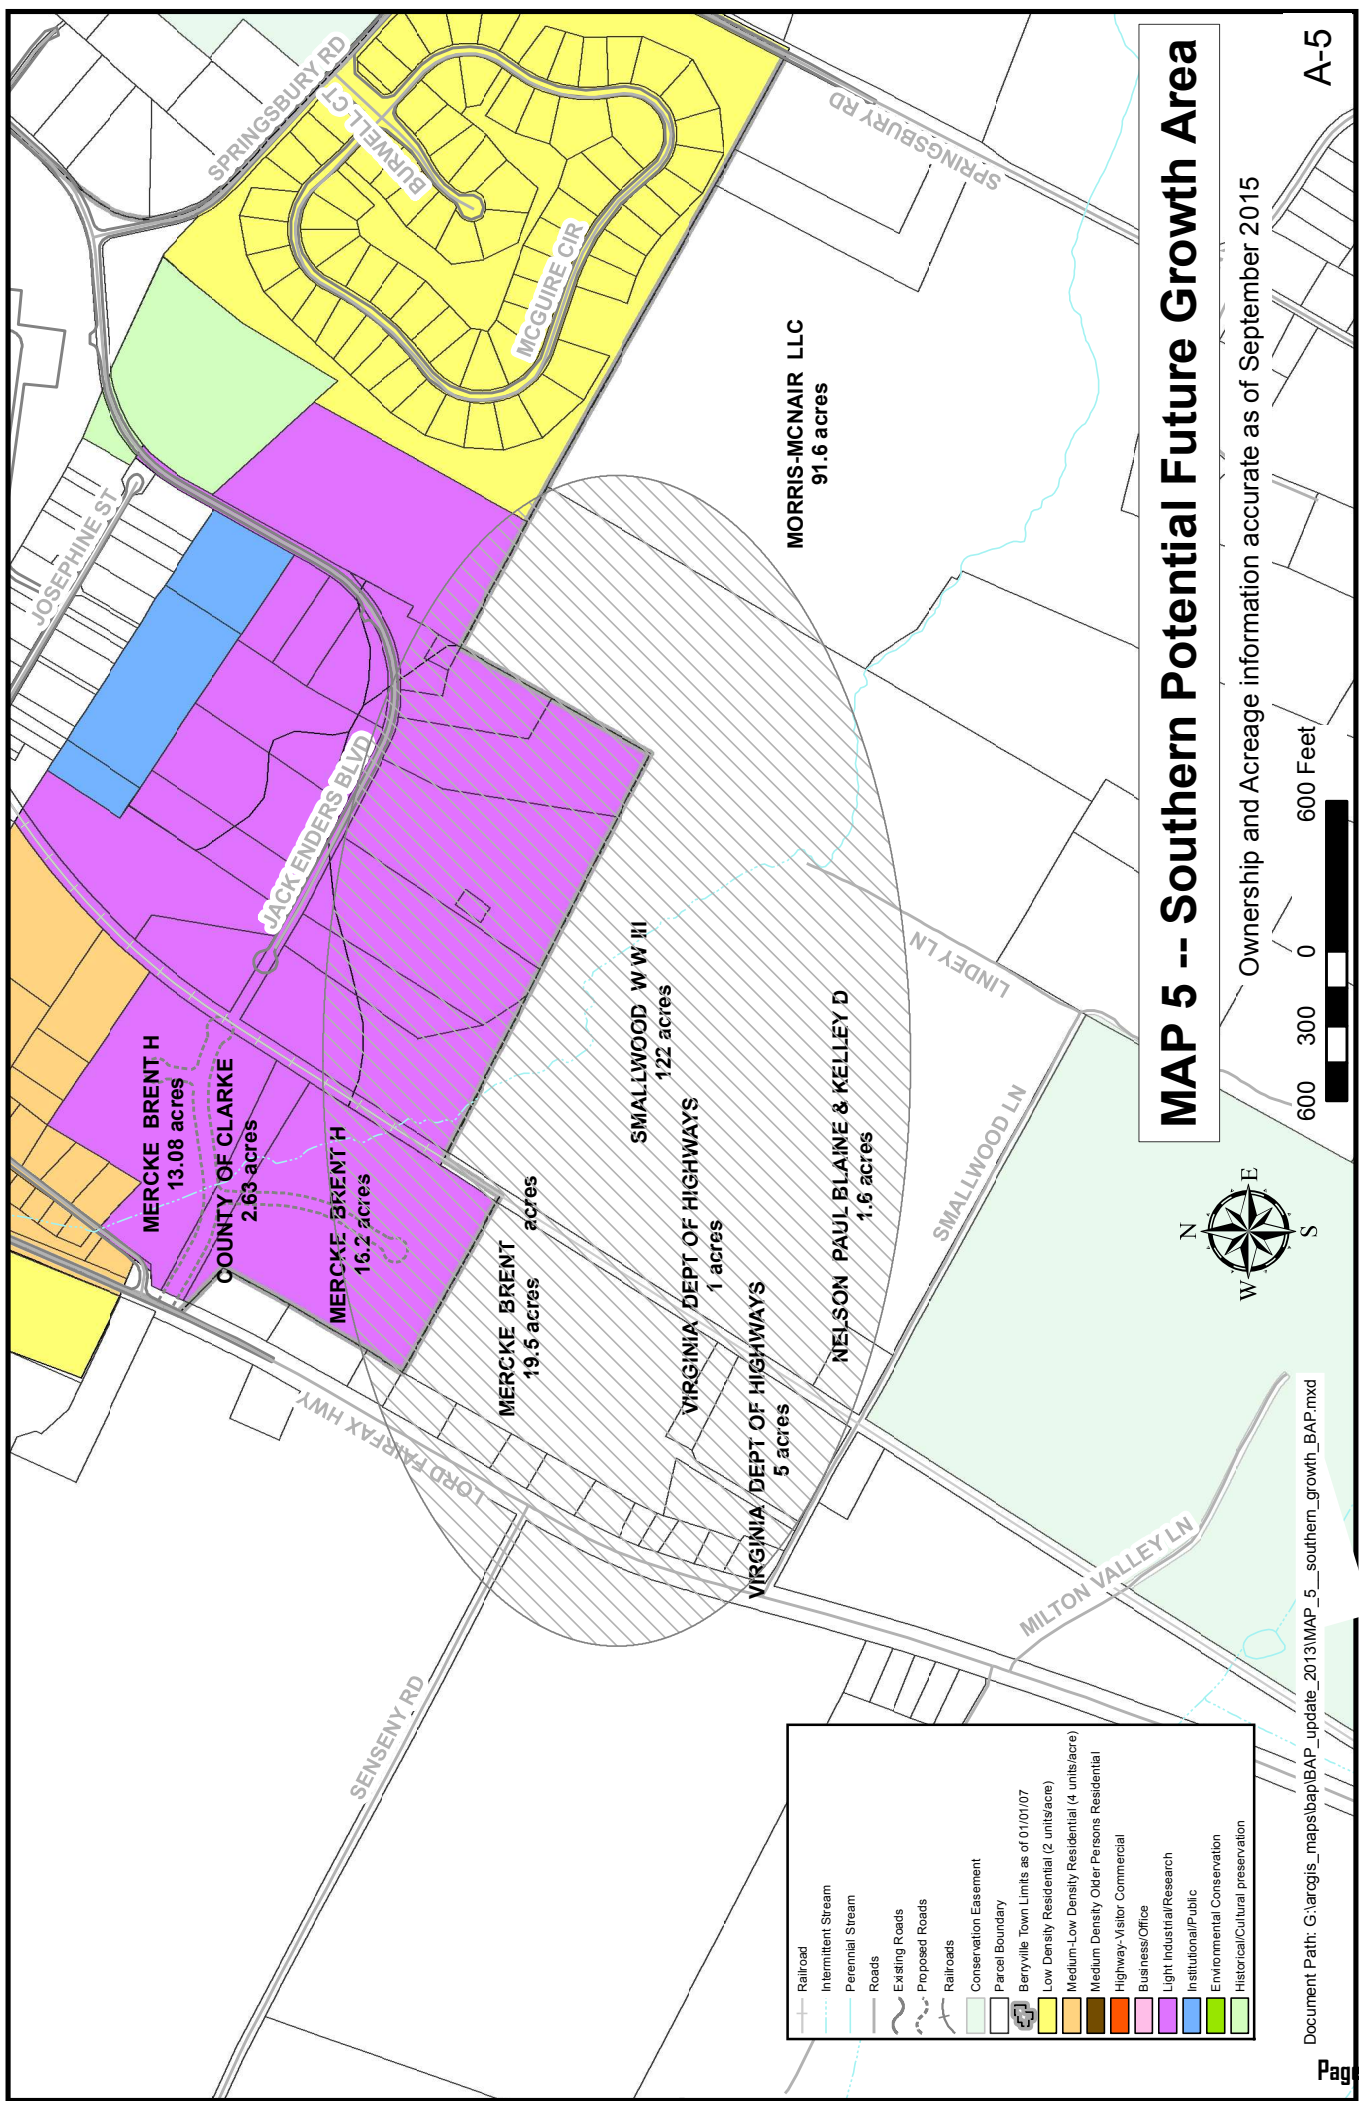 MAP 5 -- Southern Potential Future Growth Area
Ownership and Acreage information accurate as of September 2015
A-5
SPRINGSBURY RD
BURWELL CT
MCGUIRE CIR
SPRINGSBURY RD
JOSEPHINE ST
JACK ENDERS BLVD
MORRIS-MCNAIR LLC
91.6 acres
MERCKE BRENT H
13.08 acres
COUNTY OF CLARKE
2.63 acres
MERCKE BRENT H
16.2 acres
MERCKE BRENT
19.5 acres
acres
SMALLWOOD W W III
122 acres
VIRGINIA DEPT OF HIGHWAYS
1 acres
VIRGINIA DEPT OF HIGHWAYS
5 acres
NELSON PAUL BLAINE & KELLEY D
1.6 acres
LORD FAIRFAX HWY
SENSENY RD
LINDEY LN
SMALLWOOD LN
MILTON VALLEY LN
N
E
S
W
600
300
0
600 Feet
Railroad
Intermittent Stream
Perennial Stream
Roads
Existing Roads
Proposed Roads
Railroads
Conservation Easement
Parcel Boundary
Berryville Town Limits as of 01/01/07
Low Density Residential (2 units/acre)
Medium-Low Density Residential (4 units/acre)
Medium Density Older Persons Residential
Highway-Visitor Commercial
Business/Office
Light Industrial/Research
Institutional/Public
Environmental Conservation
Historical/Cultural preservation
Document Path: G:\arcgis_maps\bap\BAP_update_2013\MAP_5__southern_growth_BAP.mxd